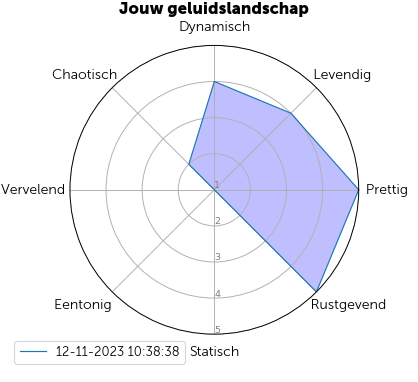 Jouw geluidslandschap
Dynamisch
Chaotisch
Levendig
Vervelend
1
Prettig
2
3
4
Eentonig
Rustgevend
5
12-11-2023 10:38:38
Statisch